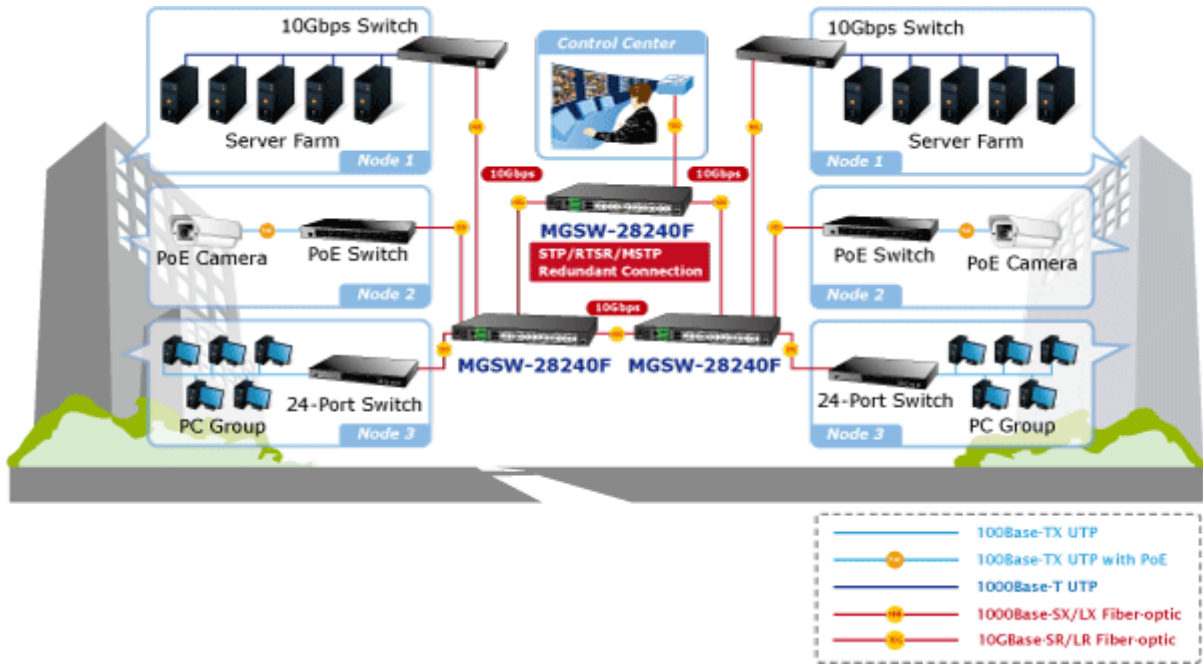 10Gbps Switch
Server Farm
Node 1
PoE Camera
PoE Switch
Node 2
24-Port Switch
PC Group
Node 3
Control Center
10Gbps
10Gbps
MGSW-28240F
STP/RTSR/MSTP
Redundant Connection
10Gbps
MGSW-28240F
MGSW-28240F
10Gbps Switch
Server Farm
Node 1
PoE Switch
PoE Camera
Node 2
24-Port Switch
PC Group
Node 3
100Base-TX UTP
100Base-TX UTP with PoE
1000Base-T UTP
1000Base-SX/LX Fiber-optic
10GBase-SR/LR Fiber-optic